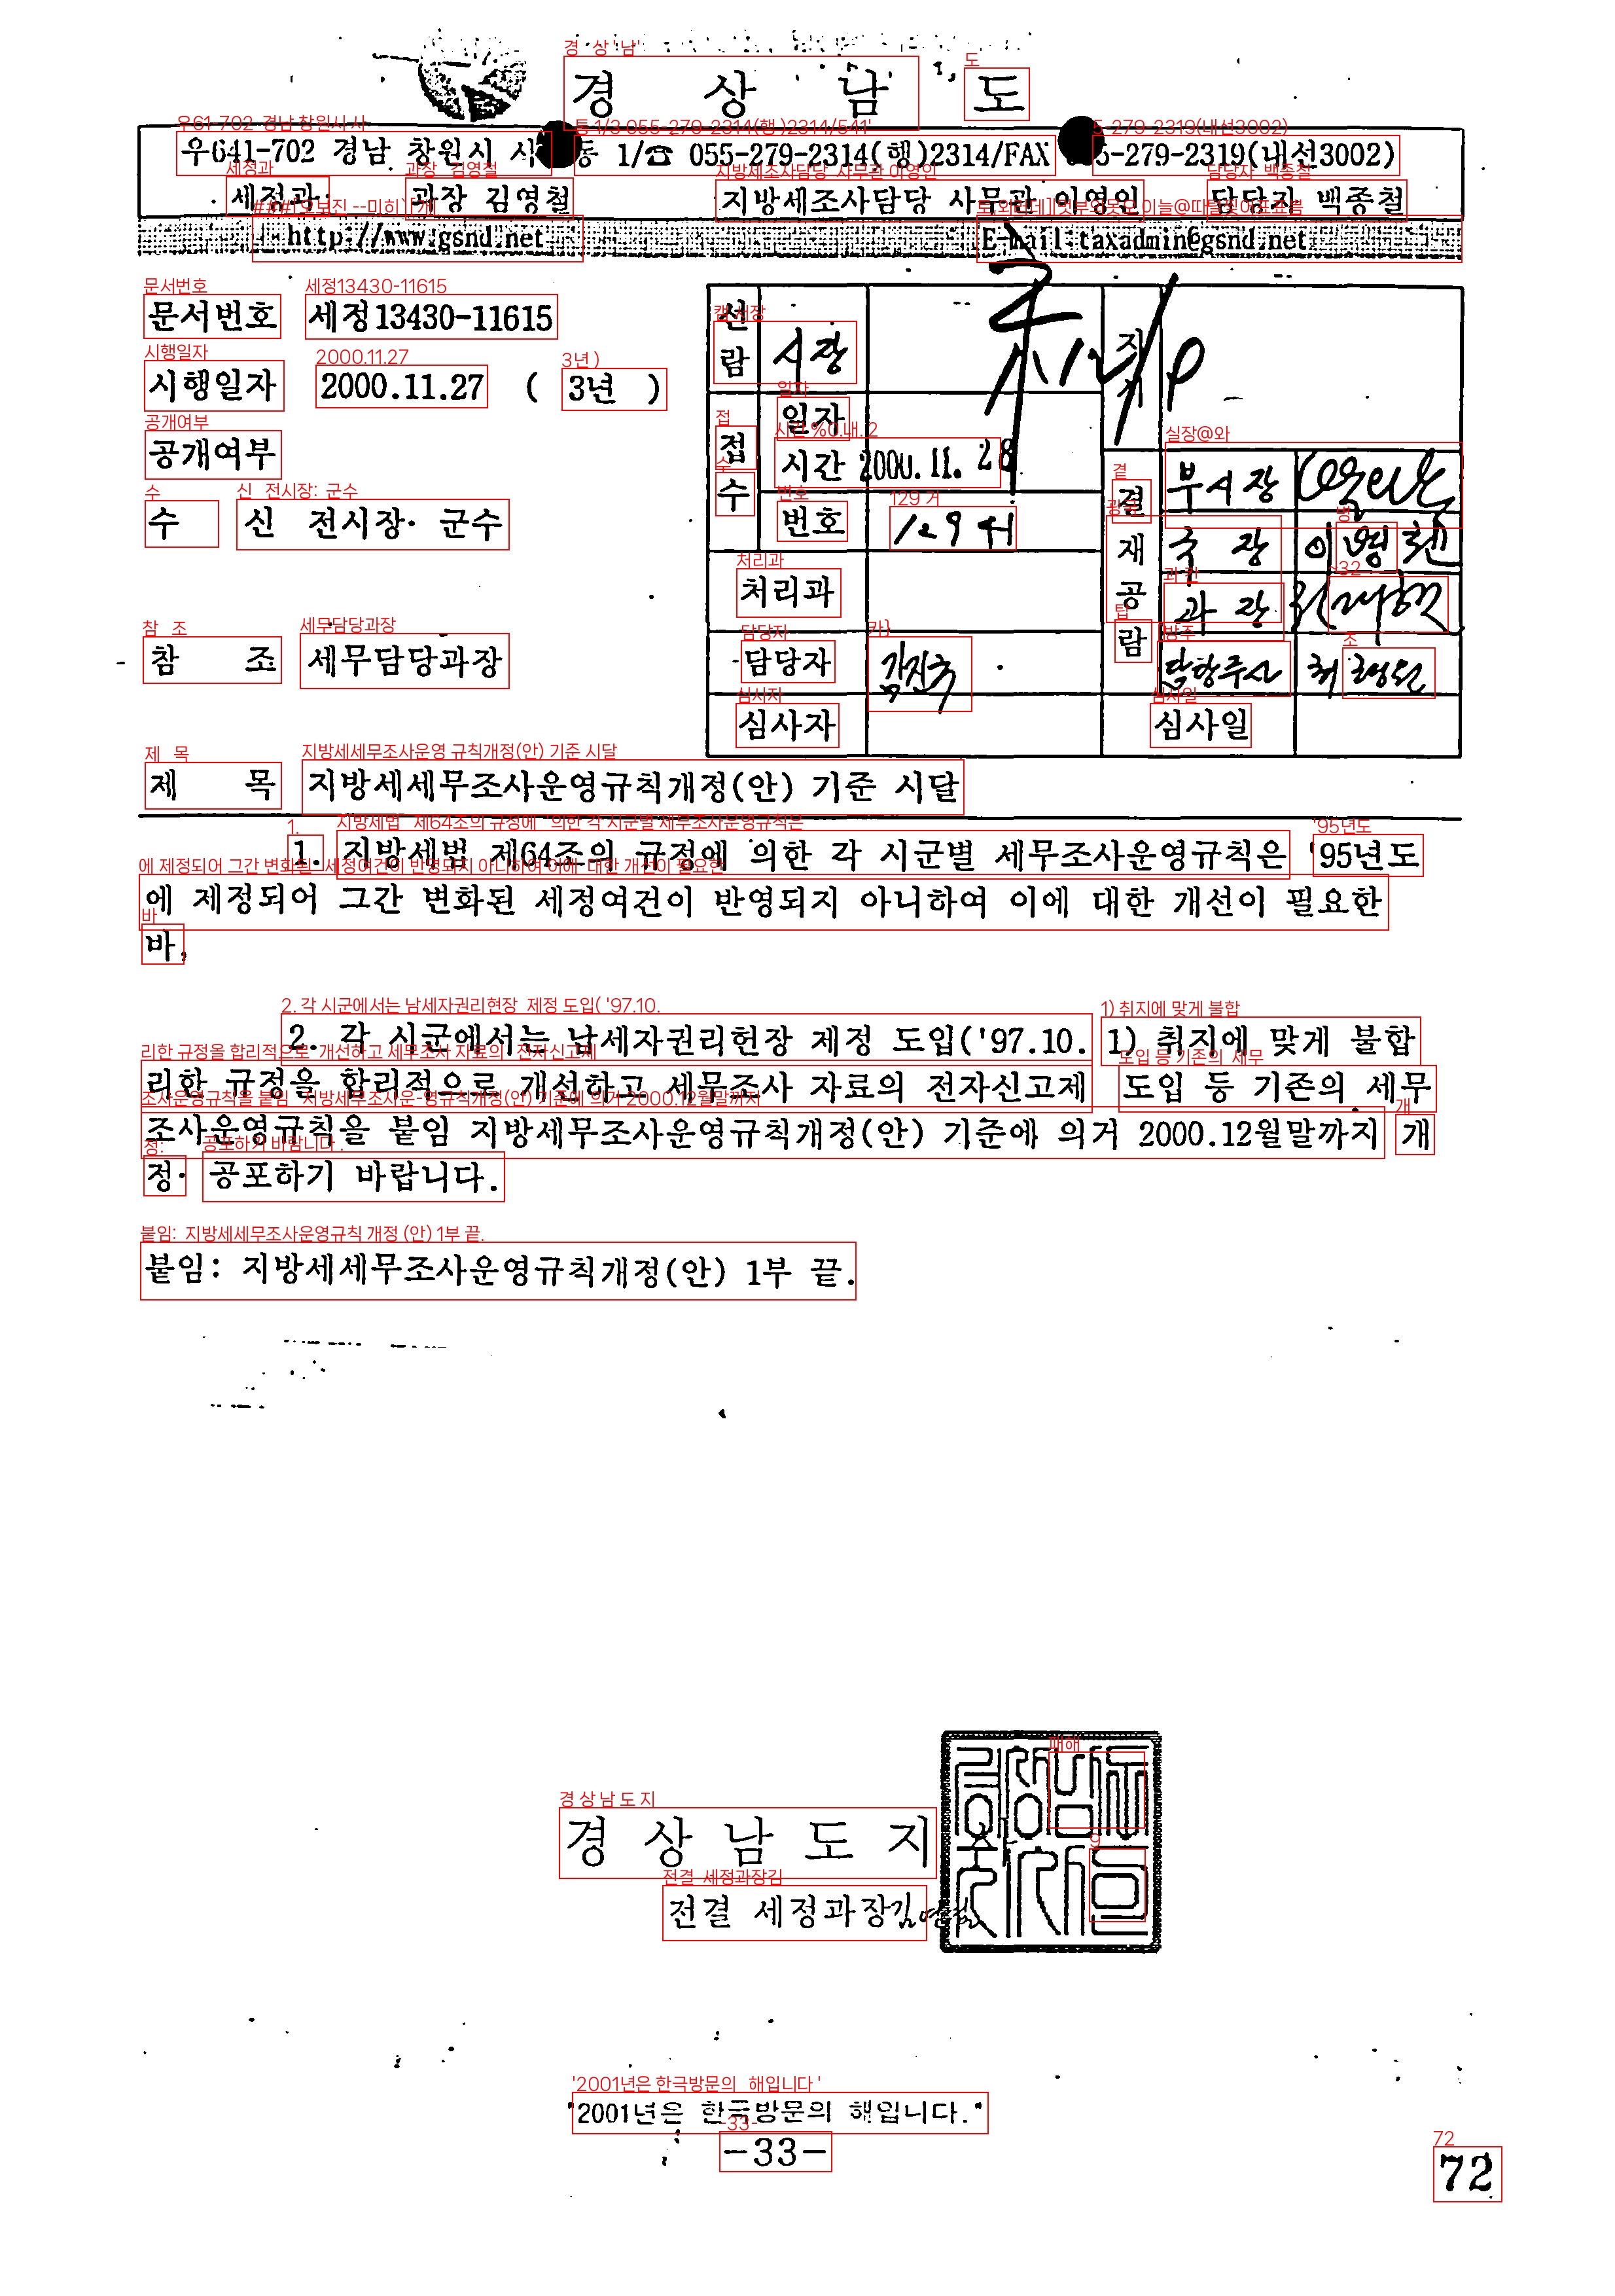 경 상 남 도
우641-702 경남 창원시 사 동 1/☎ 055-279-2314(행)2314/FAX 5-279-2319(내선3002)
세정과 과장 김영철 지방세조사담당 사무관 이영인 담당자 백종철
http://www.gsnd.net E-mail:taxadmin@gsnd.net
문서번호 세정13430-11615
시행일자 2000.11.27 ( 3년 )
공개여부
수 신 전시장· 군수
참 조 세무담당과장
선람 시장 지시
접수 일자
시간 2000. 11. 28
번호
처리과
담당자
심사자
결재공람
부시장
국 장
과 장
심사일
제 목 지방세세무조사운영규칙개정(안) 기준 시달
1. 지방세법 제64조의 규정에 의한 각 시군별 세무조사운영규칙은 '95년도
에 제정되어 그간 변화된 세정여건이 반영되지 아니하여 이에 대한 개선이 필요한
바,
2. 각 시군에서는 납세자권리헌장 제정 도입('97.10. 1) 취지에 맞게 불합
리한 규정을 합리적으로 개선하고 세무조사 자료의 전자신고제 도입 등 기존의 세무
조사운영규칙을 붙임 지방세무조사운영규칙개정(안) 기준에 의거 2000.12월말까지 개
정· 공포하기 바랍니다.
붙임: 지방세세무조사운영규칙개정(안) 1부 끝.
경 상 남 도 지
전결 세정과장김영철
"2001년은 한국방문의 해입니다."
-33-
72